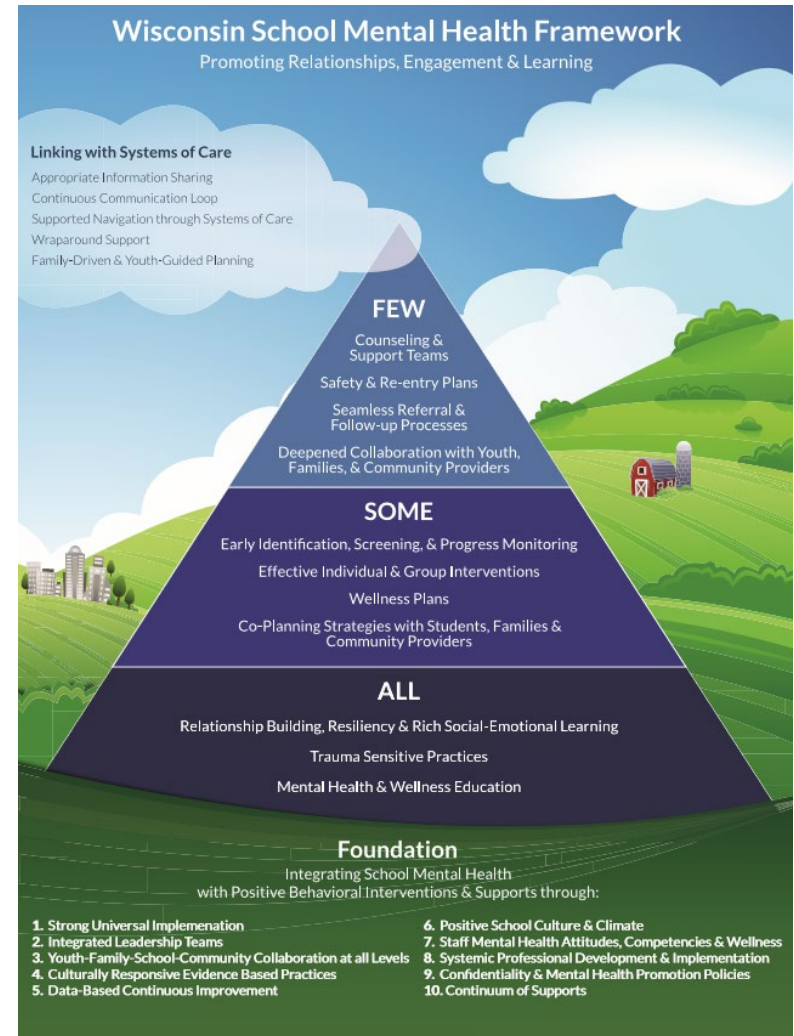 Wisconsin School Mental Health Framework
Promoting Relationships, Engagement & Learning
Linking with Systems of Care
Appropriate Information Sharing
Continuous Communication Loop
Supported Navigation through Systems of Care
Wraparound Support
Family-Driven & Youth-Guided Planning
FEW
Counseling &
Support Teams
Safety & Re-entry Plans
Seamless Referral &
Follow-up Processes
Deepened Collaboration with Youth,
Families, & Community Providers
SOME
Early Identification, Screening, & Progress Monitoring
Effective Individual & Group Interventions
Wellness Plans
Co-Planning Strategies with Students, Families &
Community Providers
ALL
Relationship Building, Resiliency & Rich Social-Emotional Learning
Trauma Sensitive Practices
Mental Health & Wellness Education
Foundation
Integrating School Mental Health
with Positive Behavioral Interventions & Supports through:
1. Strong Universal Implemenation
2. Integrated Leadership Teams
3. Youth-Family-School-Community Collaboration at all Levels
4. Culturally Responsive Evidence Based Practices
5. Data-Based Continuous Improvement
6. Positive School Culture & Climate
7. Staff Mental Health Attitudes, Competencies & Wellness
8. Systemic Professional Development & Implementation
9. Confidentiality & Mental Health Promotion Policies
10. Continuum of Supports